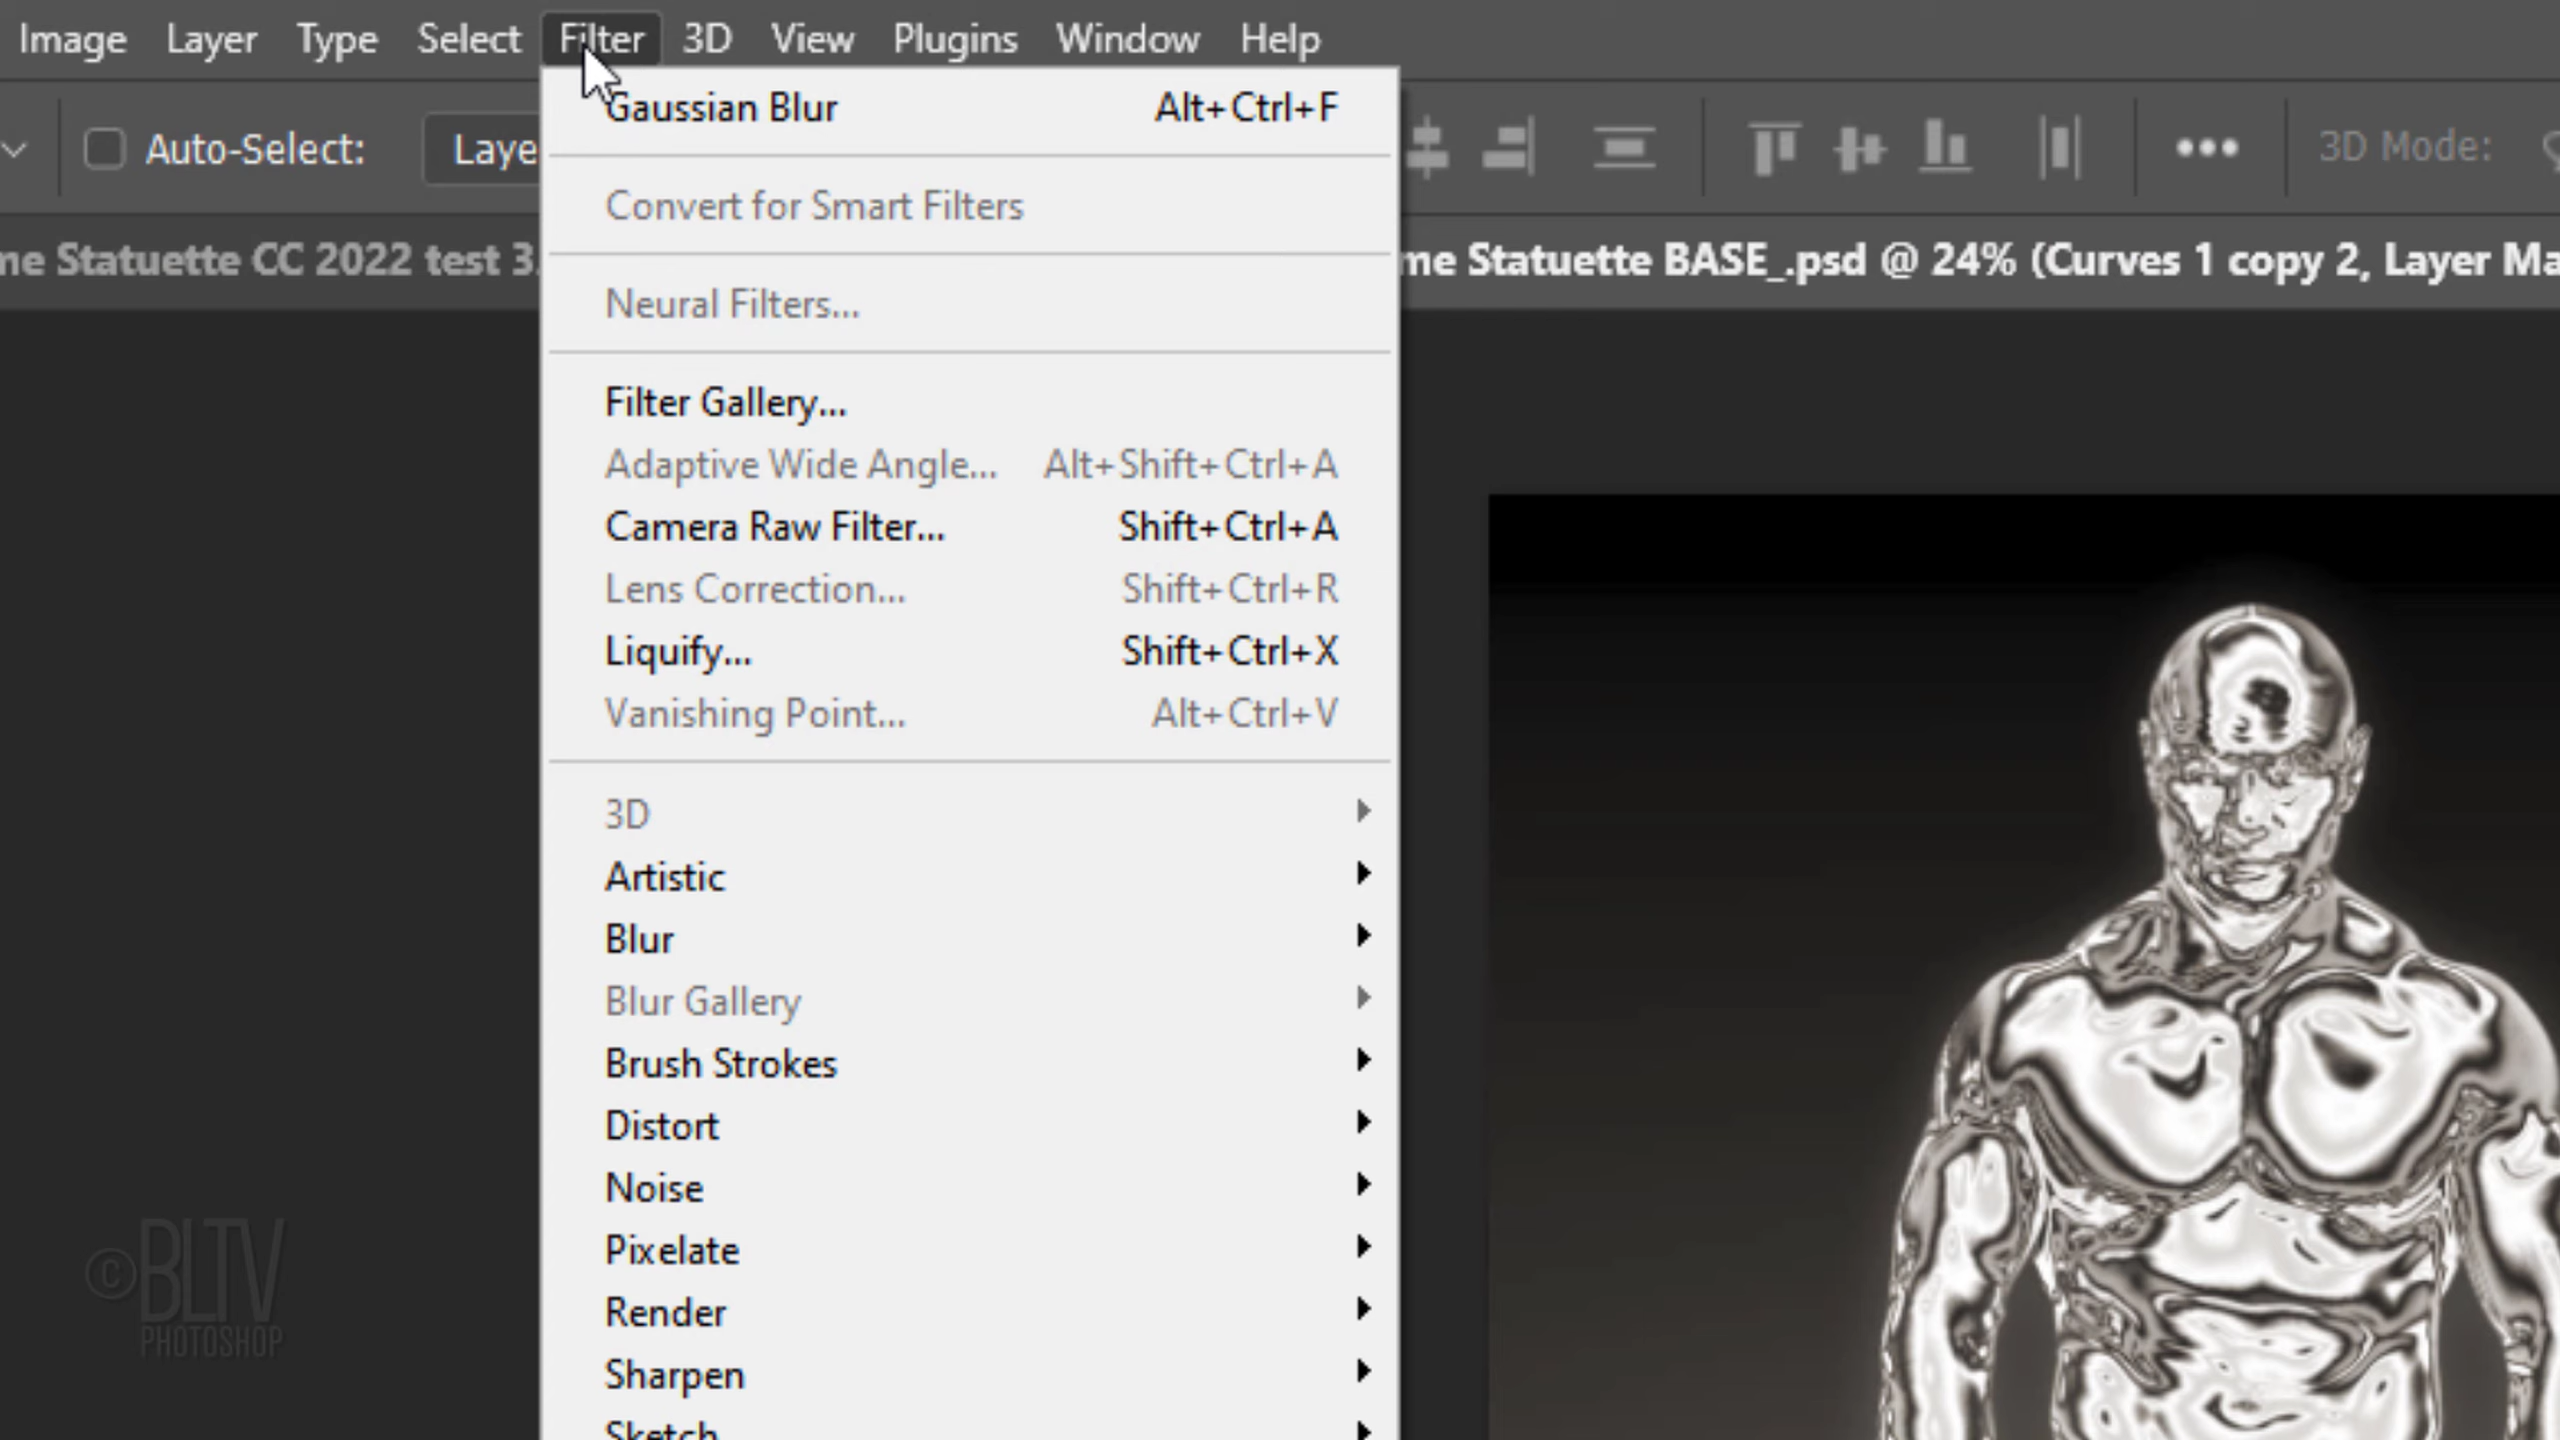 Image Layer Type Select Filter 3D View Plugins Window Help
Auto-Select: Laye 3D Mode:
me Statuette CC 2022 test 3. me Statuette BASE_.psd @ 24% (Curves 1 copy 2, Layer Ma
Gaussian Blur Alt+Ctrl+F
Convert for Smart Filters
Neural Filters...
Filter Gallery...
Adaptive Wide Angle... Alt+Shift+Ctrl+A
Camera Raw Filter... Shift+Ctrl+A
Lens Correction... Shift+Ctrl+R
Liquify... Shift+Ctrl+X
Vanishing Point... Alt+Ctrl+V
3D
Artistic
Blur
Blur Gallery
Brush Strokes
Distort
Noise
Pixelate
Render
Sharpen
Sketch
©BLTV
PHOTOSHOP